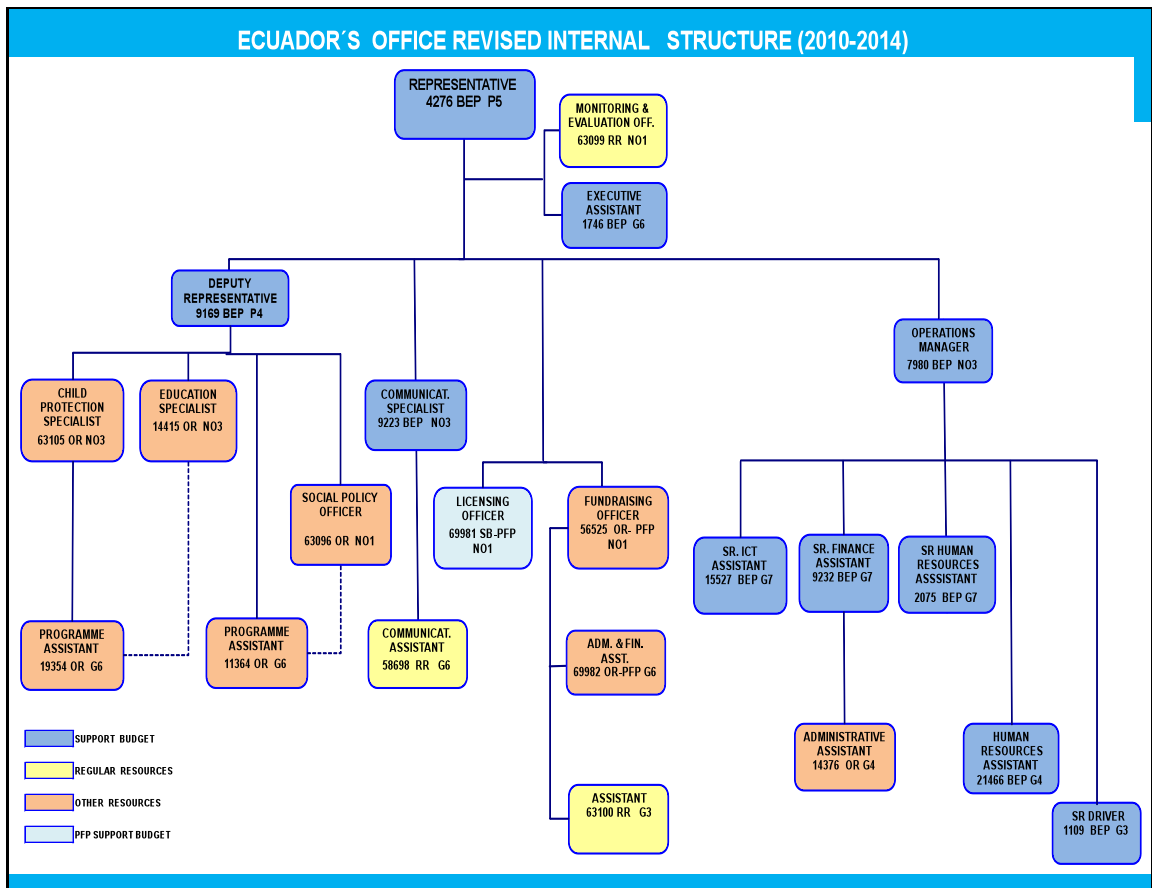 ECUADOR´S OFFICE REVISED INTERNAL STRUCTURE (2010-2014)
REPRESENTATIVE
4276 BEP P5
MONITORING &
EVALUATION OFF.
63099 RR NO1
EXECUTIVE
ASSISTANT
1746 BEP G6
DEPUTY
REPRESENTATIVE
9169 BEP P4
OPERATIONS
MANAGER
7980 BEP NO3
CHILD
PROTECTION
SPECIALIST
63105 OR NO3
EDUCATION
SPECIALIST
14415 OR NO3
COMMUNICAT.
SPECIALIST
9223 BEP NO3
SOCIAL POLICY
OFFICER
63096 OR NO1
LICENSING
OFFICER
69981 SB-PFP
NO1
FUNDRAISING
OFFICER
56525 OR- PFP
NO1
SR. ICT
ASSISTANT
15527 BEP G7
SR. FINANCE
ASSISTANT
9232 BEP G7
SR HUMAN
RESOURCES
ASSSISTANT
2075 BEP G7
PROGRAMME
ASSISTANT
19354 OR G6
PROGRAMME
ASSISTANT
11364 OR G6
COMMUNICAT.
ASSISTANT
58698 RR G6
ADM. & FIN.
ASST.
69982 OR-PFP G6
ADMINISTRATIVE
ASSISTANT
14376 OR G4
HUMAN
RESOURCES
ASSISTANT
21466 BEP G4
ASSISTANT
63100 RR G3
SR DRIVER
1109 BEP G3
SUPPORT BUDGET
REGULAR RESOURCES
OTHER RESOURCES
PFP SUPPORT BUDGET